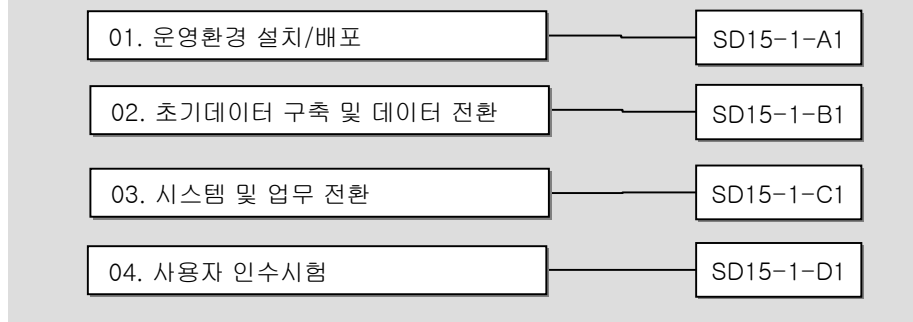 01. 운영환경 설치/배포 SD15-1-A1
02. 초기데이터 구축 및 데이터 전환 SD15-1-B1
03. 시스템 및 업무 전환 SD15-1-C1
04. 사용자 인수시험 SD15-1-D1